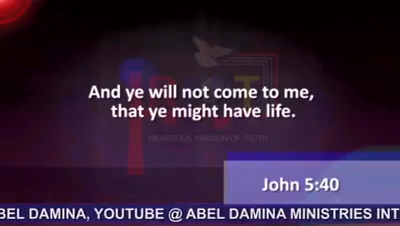 And ye will not come to me,
that ye might have life.
RIGHTEOUS INVASION OF TRUTH
John 5:40
BEL DAMINA, YOUTUBE @ ABEL DAMINA MINISTRIES INT